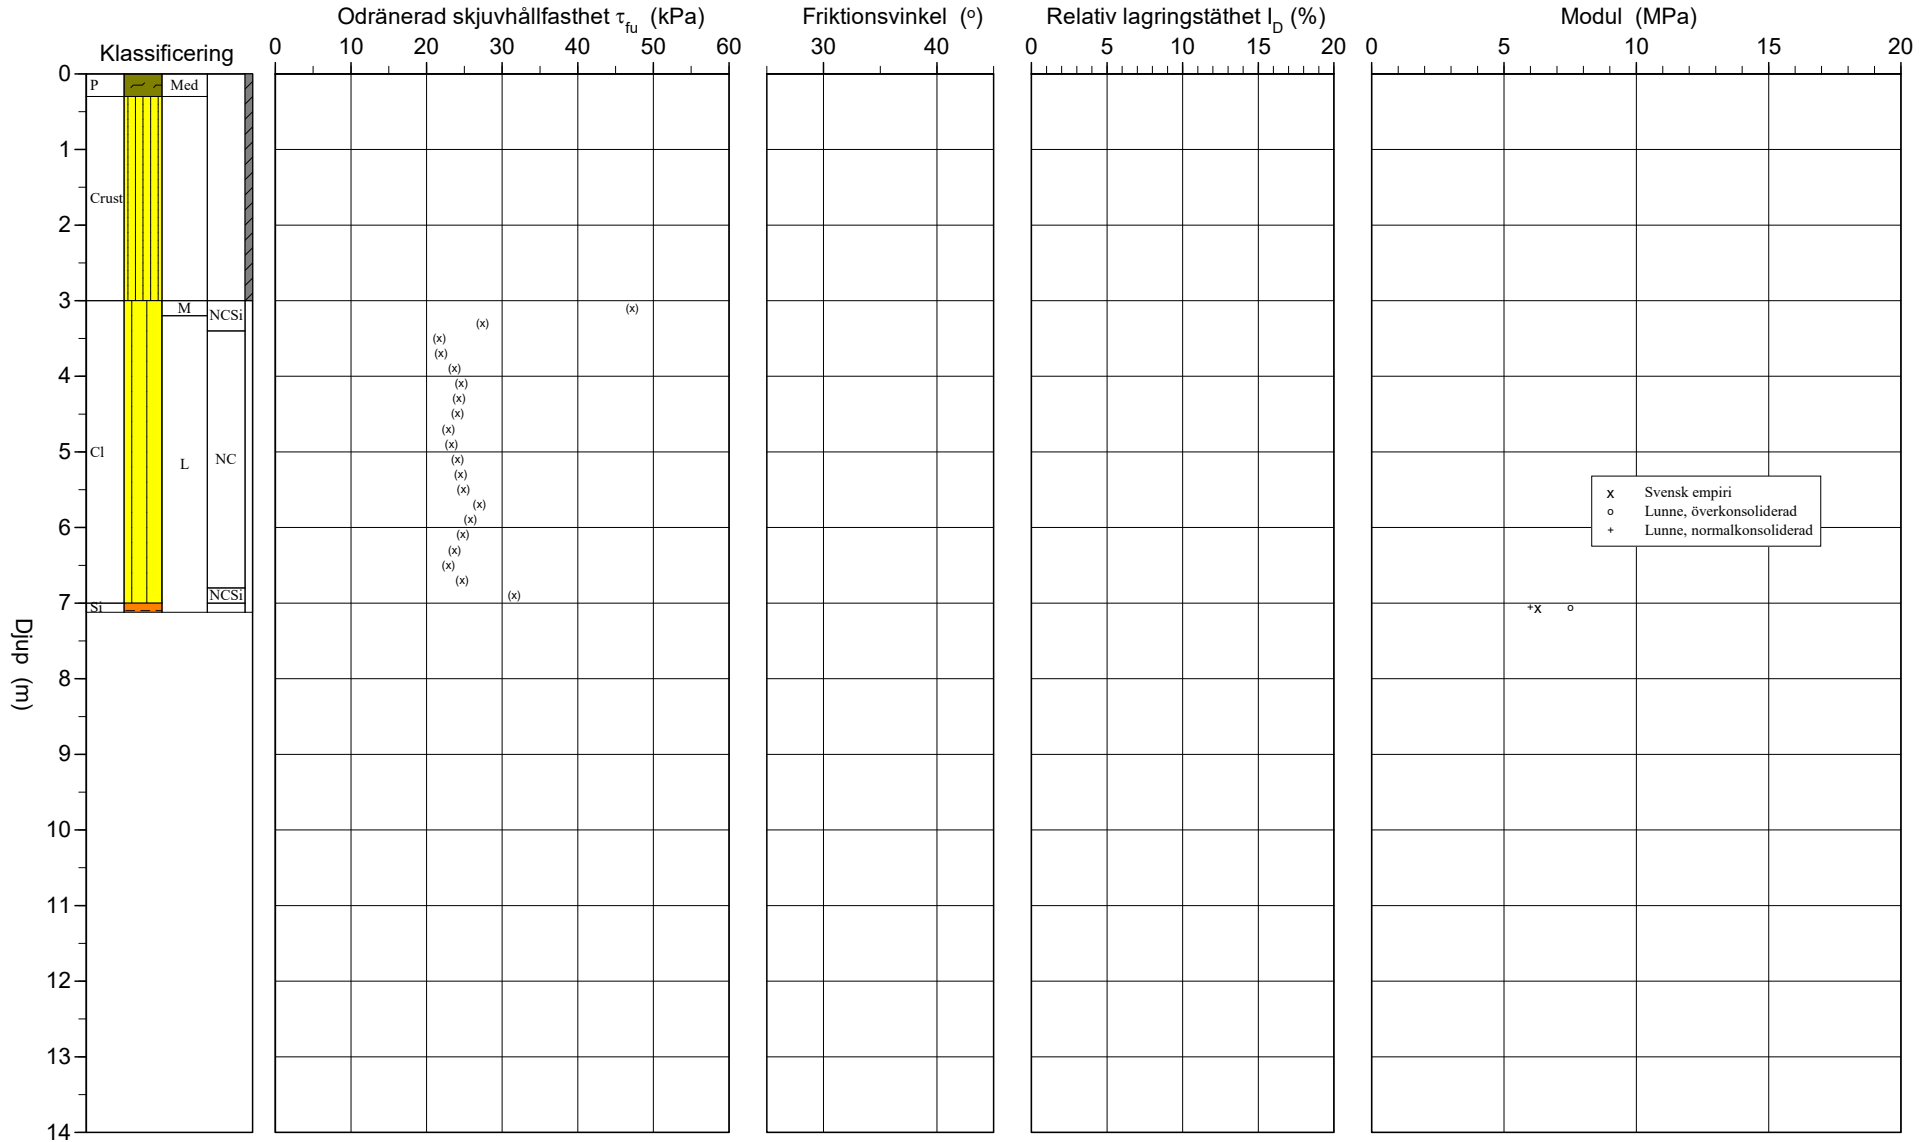 Odränerad skjuvhållfasthet τfu (kPa)
Friktionsvinkel (o)
Relativ lagringstäthet ID (%)
Modul (MPa)
Klassificering
0 10 20 30 40 50 60
30 40
0 5 10 15 20
0 5 10 15 20
0
P
Med
1
Crust
2
3
M
NCSi
(x)
(x)
(x)
(x)
(x)
4
(x)
(x)
(x)
(x)
(x)
5
Cl
L
NC
(x)
(x)
(x)
(x)
(x)
x Svensk empiri
o Lunne, överkonsoliderad
+ Lunne, normalkonsoliderad
6
(x)
(x)
(x)
(x)
NCSi
(x)
7
Si
+x o
Djup (m)
8
9
10
11
12
13
14